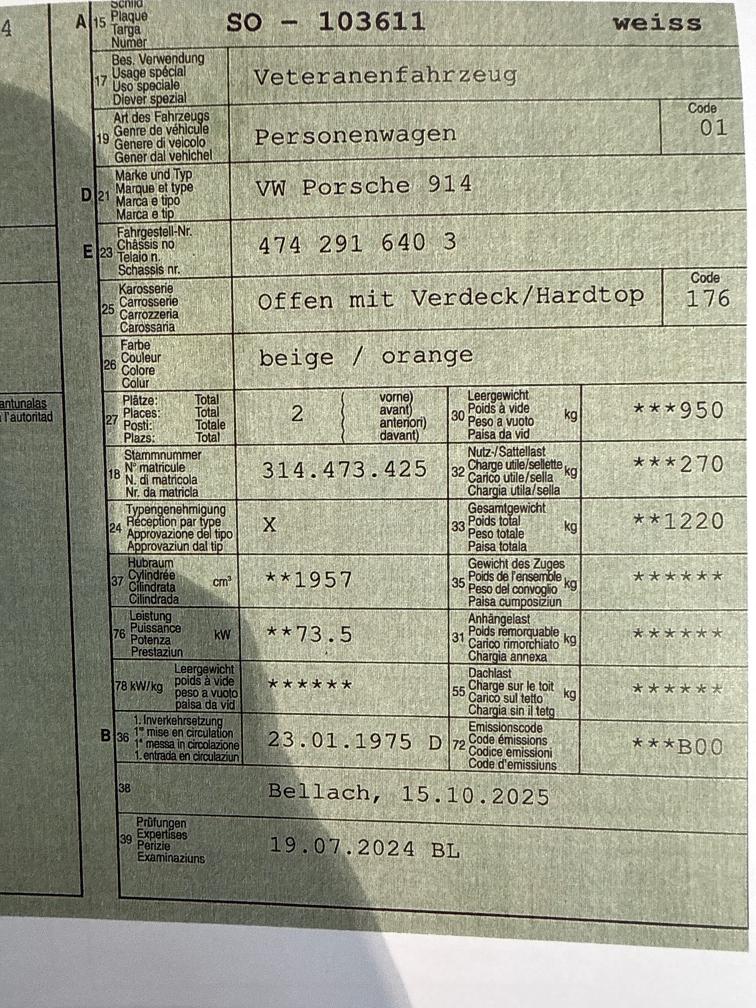 4
A 15 Schild
Plaque
Targa
Numer
SO - 103611 weiss
17 Bes. Verwendung
Usage spécial
Uso speciale
Diever spezial
Veteranenfahrzeug
19 Art des Fahrzeugs
Genre de véhicule
Genere di veicolo
Gener dal vehichel
Personenwagen
Code
01
D 21 Marke und Typ
Marque et type
Marca e tipo
Marca e tip
VW Porsche 914
E 23 Fahrgestell-Nr.
Châssis no
Telaio n.
Schassis nr.
474 291 640 3
25 Karosserie
Carrosserie
Carrozzeria
Carossaria
Offen mit Verdeck/Hardtop
Code
176
26 Farbe
Couleur
Colore
Colur
beige / orange
antunalas
l'autoritad
27 Plätze: Total
Places: Total
Posti: Totale
Plazs: Total
2
vorne)
avant)
anteriori)
davant)
30 Leergewicht
Poids à vide
Peso a vuoto
Paisa da vid
kg
***950
18 Stammnummer
N° matricule
N. di matricola
Nr. da matricla
314.473.425
32 Nutz-/Sattellast
Charge utile/sellette
Carico utile/sella
Chargia utila/sella
kg
***270
24 Typengenehmigung
Réception par type
Approvazione del tipo
Approvaziun dal tip
X
33 Gesamtgewicht
Poids total
Peso totale
Paisa totala
kg
**1220
37 Hubraum
Cylindrée
Cilindrata
Cilindrada
cm³
**1957
35 Gewicht des Zuges
Poids de l'ensemble
Peso del convoglio
Paisa cumposiziun
kg
******
76 Leistung
Puissance
Potenza
Prestaziun
kW
**73.5
31 Anhängelast
Poids remorquable
Carico rimorchiato
Chargia annexa
kg
******
78 kW/kg
Leergewicht
poids à vide
peso a vuoto
paisa da vid
******
55 Dachlast
Charge sur le toit
Carico sul tetto
Chargia sin il tetg
kg
******
B 36 1. Inverkehrsetzung
1re mise en circulation
1a messa in circolazione
1. entrada en circulaziun
23.01.1975 D
72 Emissionscode
Code émissions
Codice emissioni
Code d'emissiuns
***B00
38
Bellach, 15.10.2025
39 Prüfungen
Expertises
Perizie
Examinaziuns
19.07.2024 BL